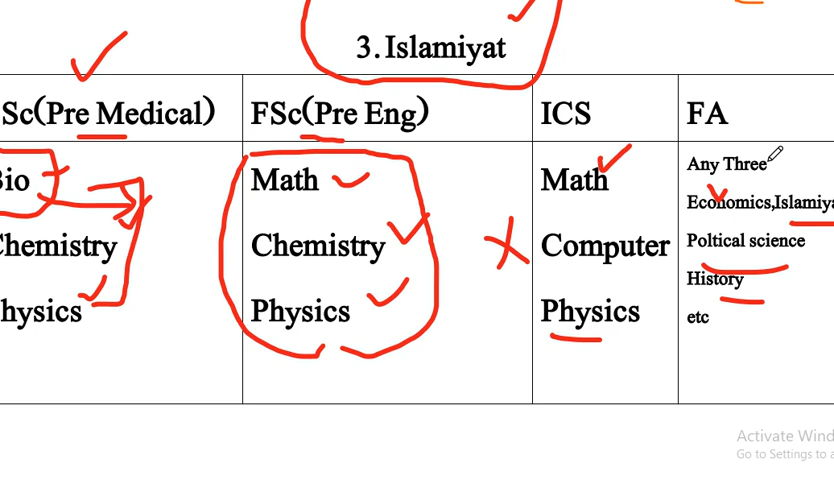 3. Islamiyat
Sc(Pre Medical) FSc(Pre Eng) ICS FA
Bio Math Math Any Three
Economics,Islamiya
Chemistry Chemistry Computer Poltical science
History
hysics Physics Physics etc
Activate Wind
Go to Settings to a